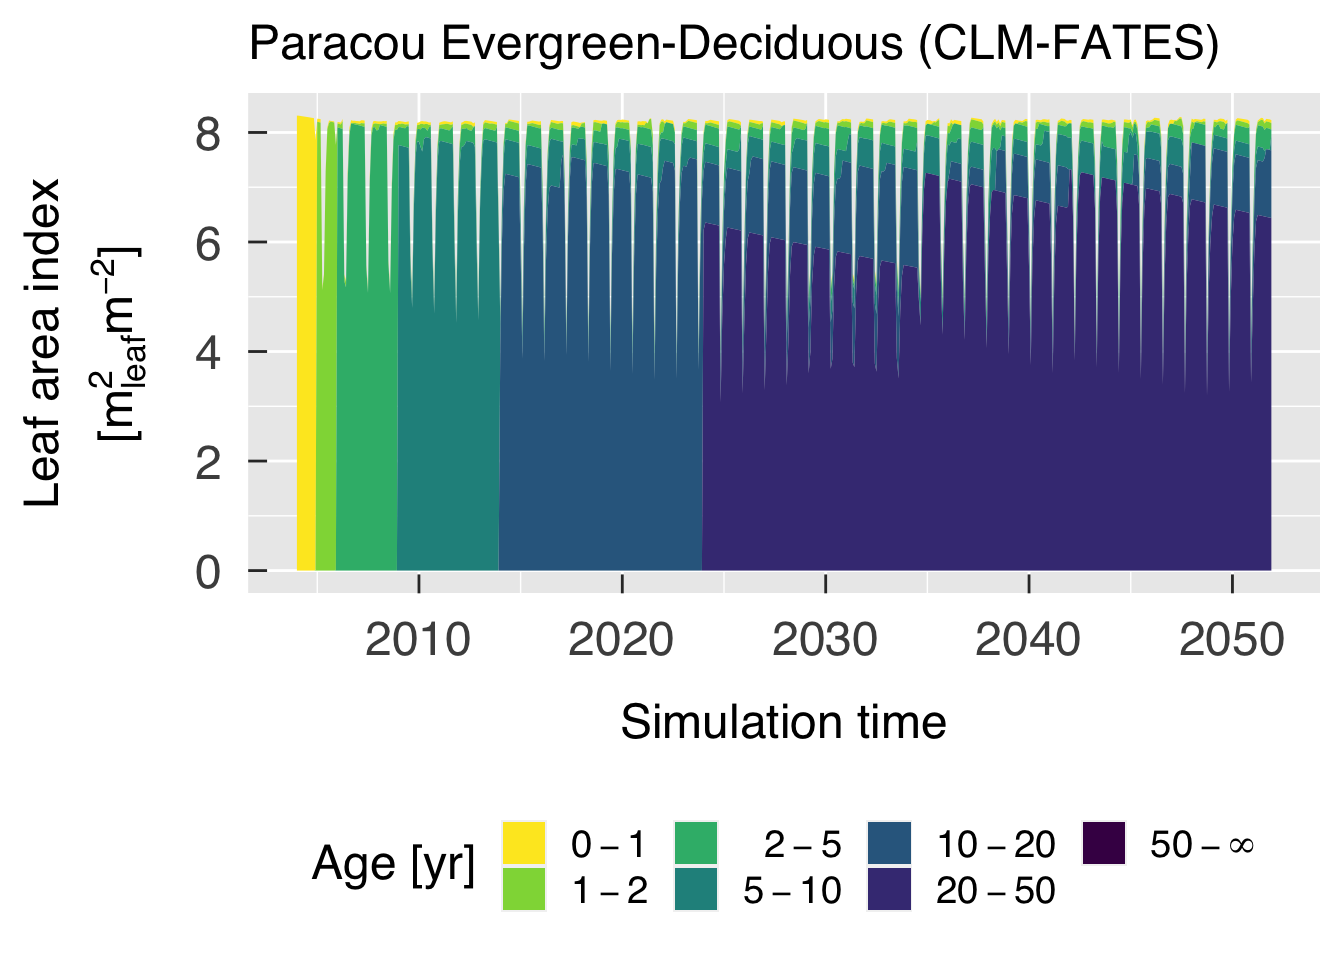 Paracou Evergreen-Deciduous (CLM-FATES)
Leaf area index
[m²leaf m⁻²]
8
6
4
2
0
2010 2020 2030 2040 2050
Simulation time
Age [yr]
0 – 1 2 – 5 10 – 20 50 – ∞
1 – 2 5 – 10 20 – 50